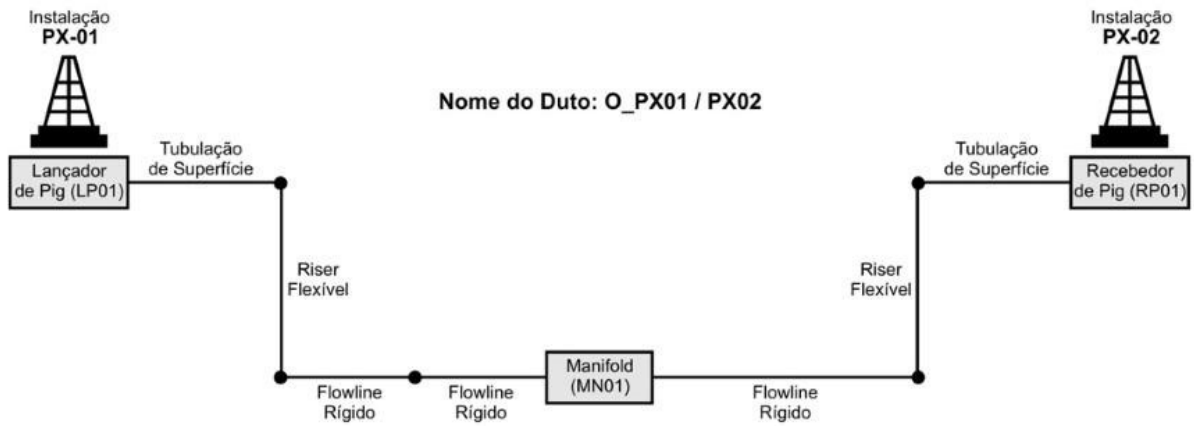 Instalação
PX-01
Instalação
PX-02
Nome do Duto: O_PX01 / PX02
Tubulação
de Superfície
Tubulação
de Superfície
Lançador
de Pig (LP01)
Recebedor
de Pig (RP01)
Riser
Flexível
Riser
Flexível
Manifold
(MN01)
Flowline
Rígido
Flowline
Rígido
Flowline
Rígido